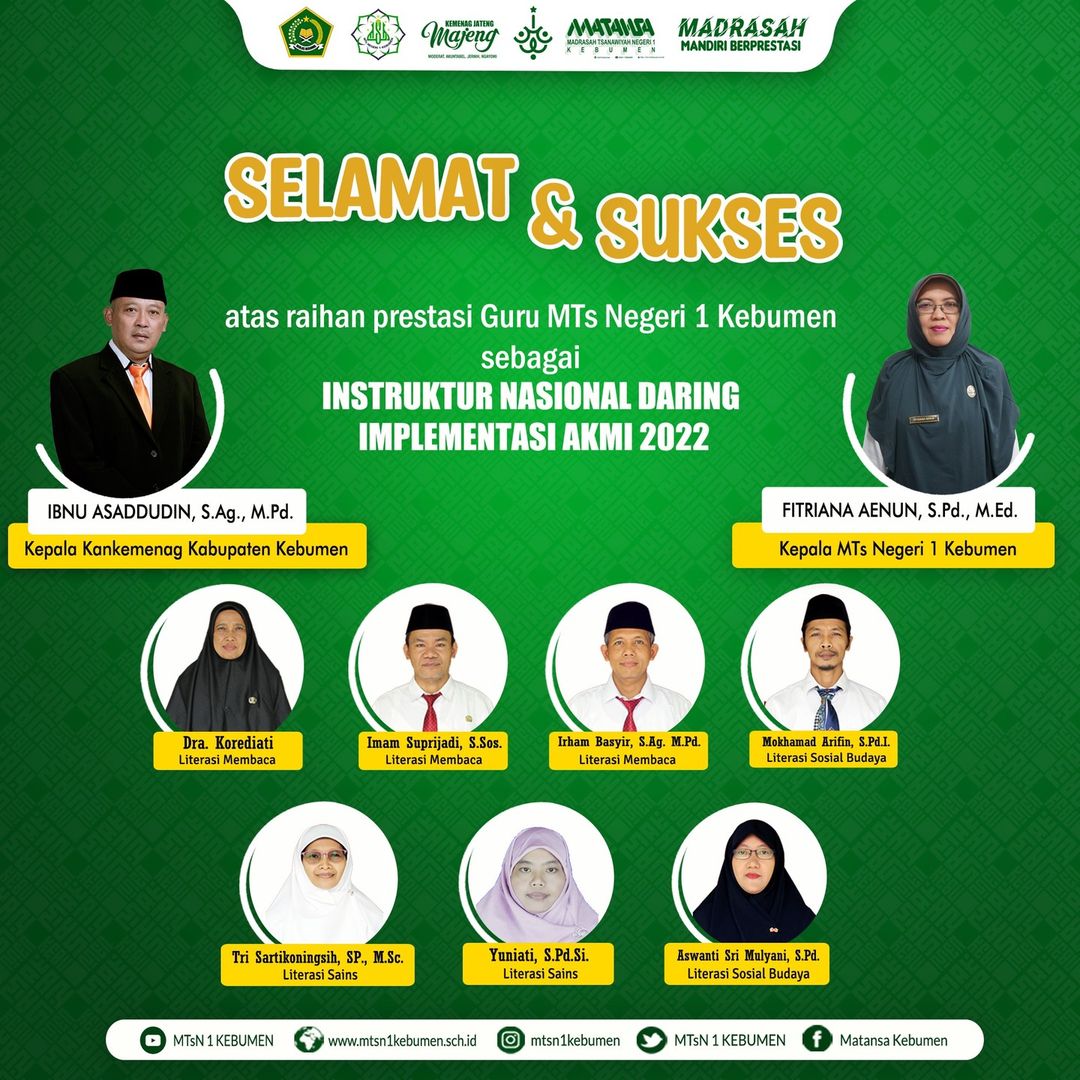 KEMENAG JATENG
Majeng
MODERAT, AKUNTABEL, JERNIH, NGAYOMI
MATANSA
MADRASAH TSANAWIYAH NEGERI 1
KEBUMEN
MADRASAH
MANDIRI BERPRESTASI
SELAMAT & SUKSES
atas raihan prestasi Guru MTs Negeri 1 Kebumen
sebagai
INSTRUKTUR NASIONAL DARING
IMPLEMENTASI AKMI 2022
IBNU ASADDUDIN, S.Ag., M.Pd.
Kepala Kankemenag Kabupaten Kebumen
FITRIANA AENUN, S.Pd., M.Ed.
Kepala MTs Negeri 1 Kebumen
Dra. Korediati
Literasi Membaca
Imam Suprijadi, S.Sos.
Literasi Membaca
Irham Basyir, S.Ag. M.Pd.
Literasi Membaca
Mokhamad Arifin, S.Pd.I.
Literasi Sosial Budaya
Tri Sartikoningsih, SP., M.Sc.
Literasi Sains
Yuniati, S.Pd.Si.
Literasi Sains
Aswanti Sri Mulyani, S.Pd.
Literasi Sosial Budaya
MTsN 1 KEBUMEN
www.mtsn1kebumen.sch.id
mtsn1kebumen
MTsN 1 KEBUMEN
Matansa Kebumen